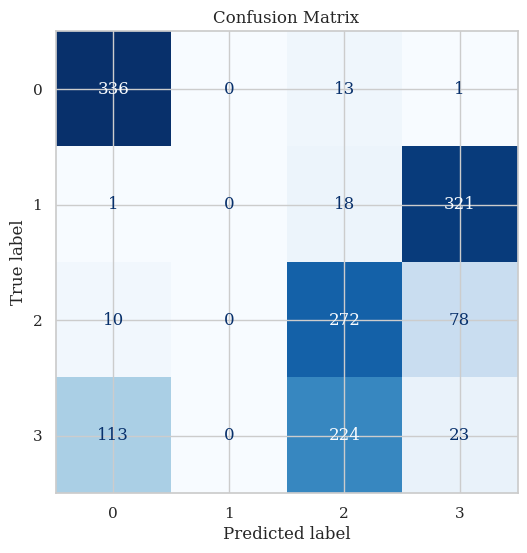 Confusion Matrix
0 336 0 13 1
1 1 0 18 321
2 10 0 272 78
3 113 0 224 23
0 1 2 3
True label
Predicted label